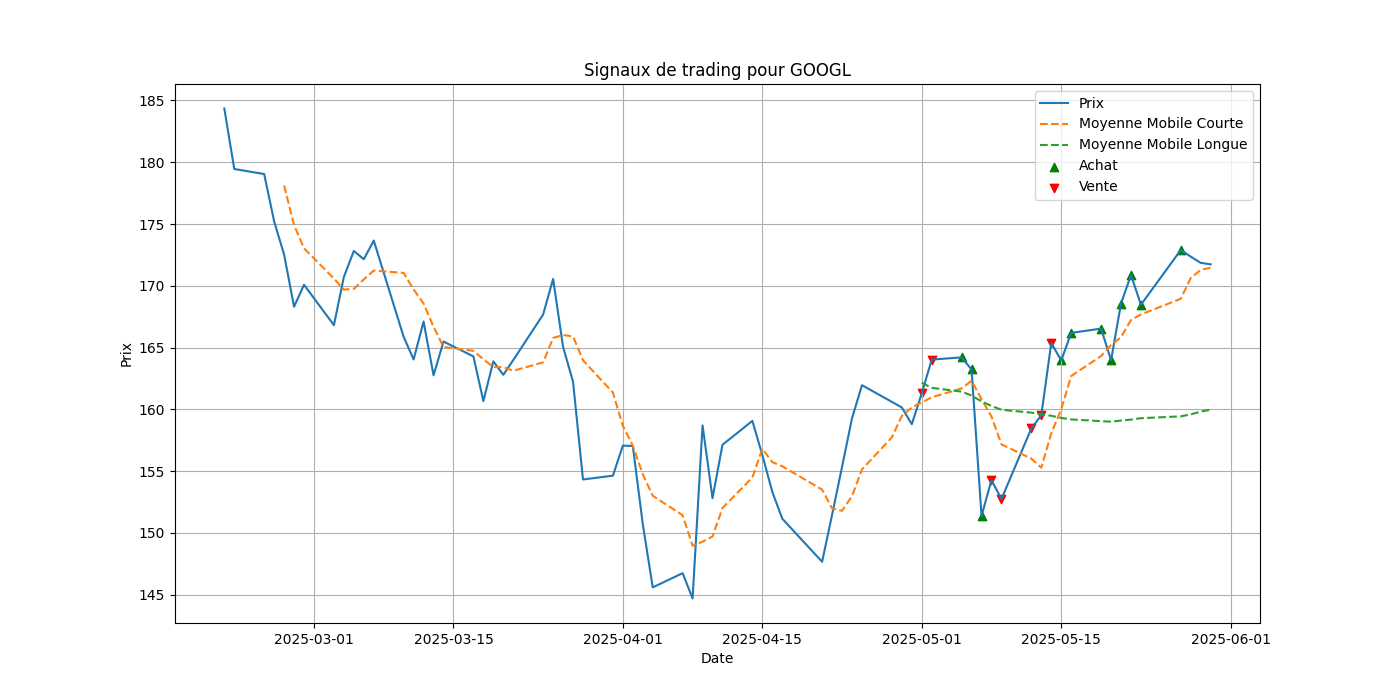 Signaux de trading pour GOOGL
Prix
Moyenne Mobile Courte
Moyenne Mobile Longue
Achat
Vente
Prix
185
180
175
170
165
160
155
150
145
2025-03-01
2025-03-15
2025-04-01
2025-04-15
2025-05-01
2025-05-15
2025-06-01
Date